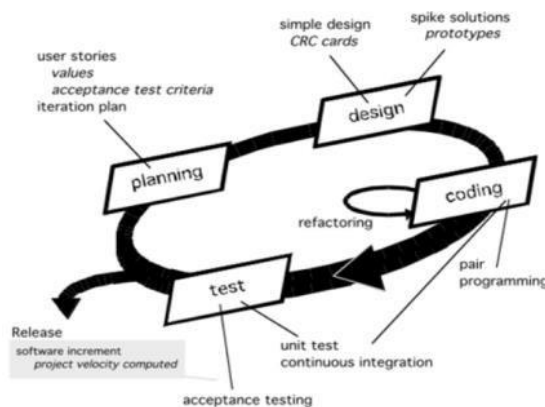 simple design
CRC cards
spike solutions
prototypes
user stories
values
acceptance test criteria
iteration plan
design
planning
coding
refactoring
pair
programming
test
unit test
continuous integration
Release
software increment
project velocity computed
acceptance testing